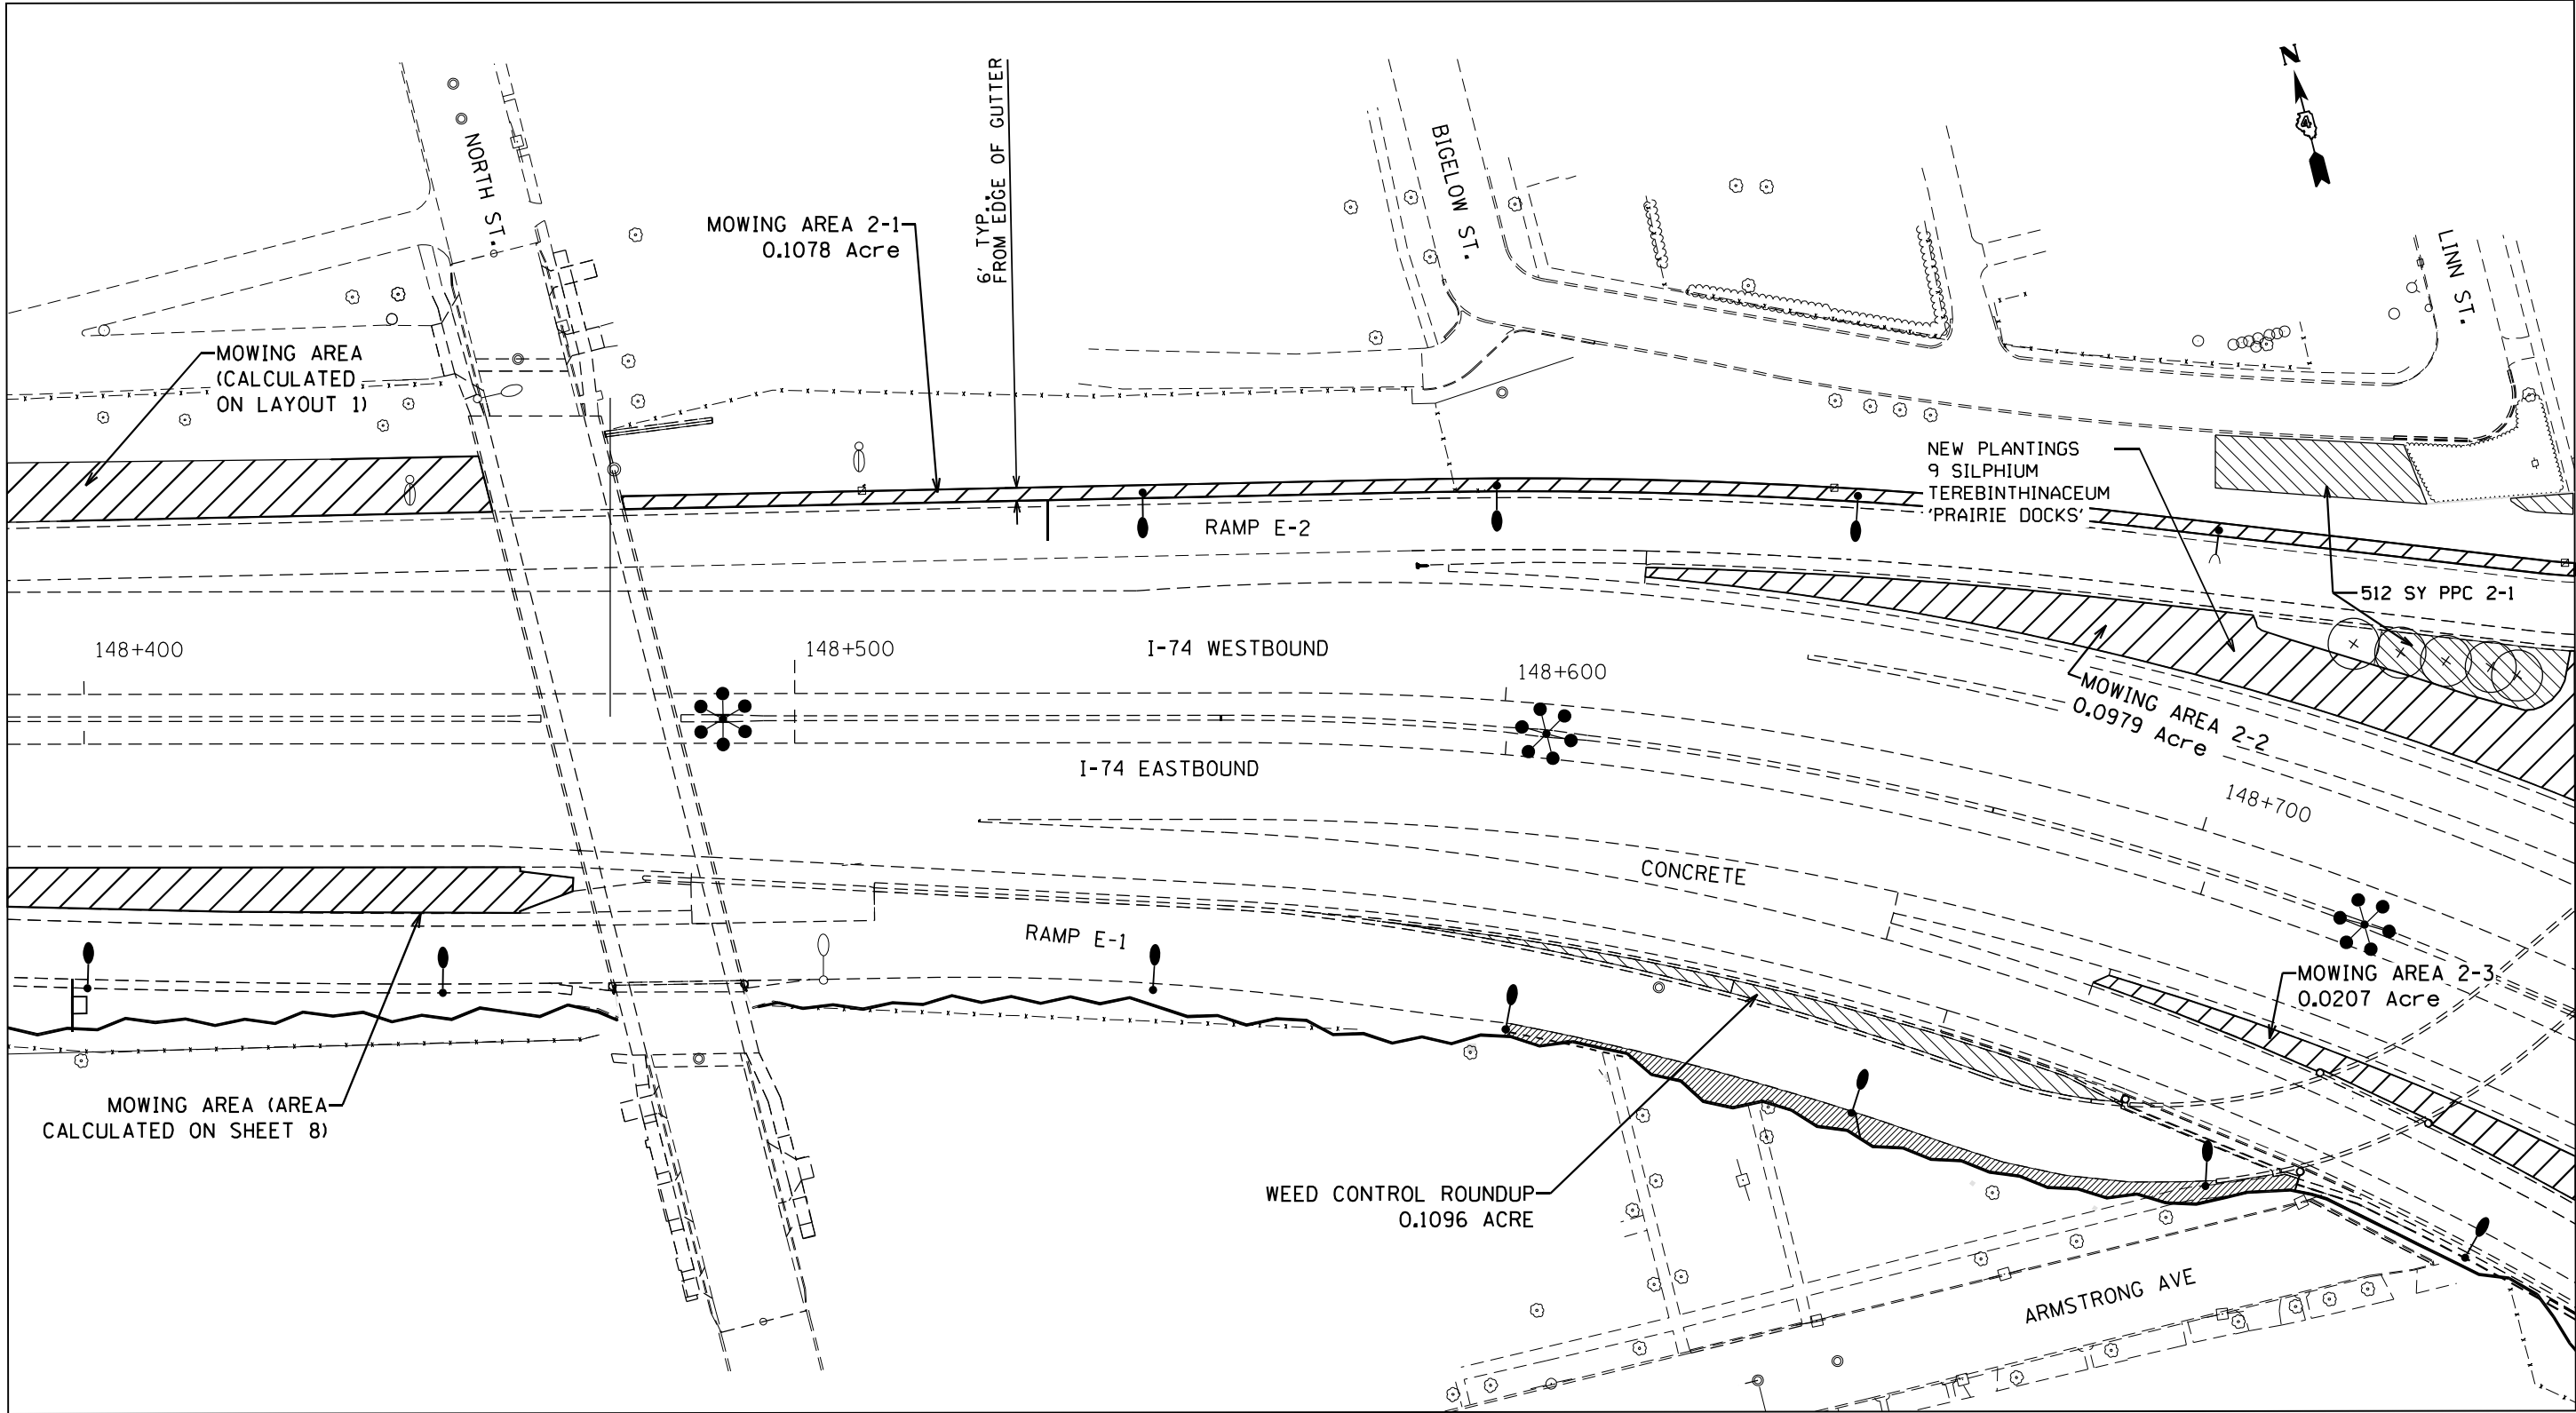 N
4
NORTH ST.
6' TYP.
FROM EDGE OF GUTTER
BIGELOW ST.
LINN ST.
MOWING AREA 2-1
0.1078 Acre
MOWING AREA
(CALCULATED
ON LAYOUT 1)
NEW PLANTINGS
9 SILPHIUM
TEREBINTHINACEUM
'PRAIRIE DOCKS'
RAMP E-2
512 SY PPC 2-1
148+400
148+500
I-74 WESTBOUND
148+600
MOWING AREA 2-2
0.0979 Acre
I-74 EASTBOUND
148+700
CONCRETE
RAMP E-1
MOWING AREA 2-3
0.0207 Acre
MOWING AREA (AREA
CALCULATED ON SHEET 8)
WEED CONTROL ROUNDUP
0.1096 ACRE
ARMSTRONG AVE